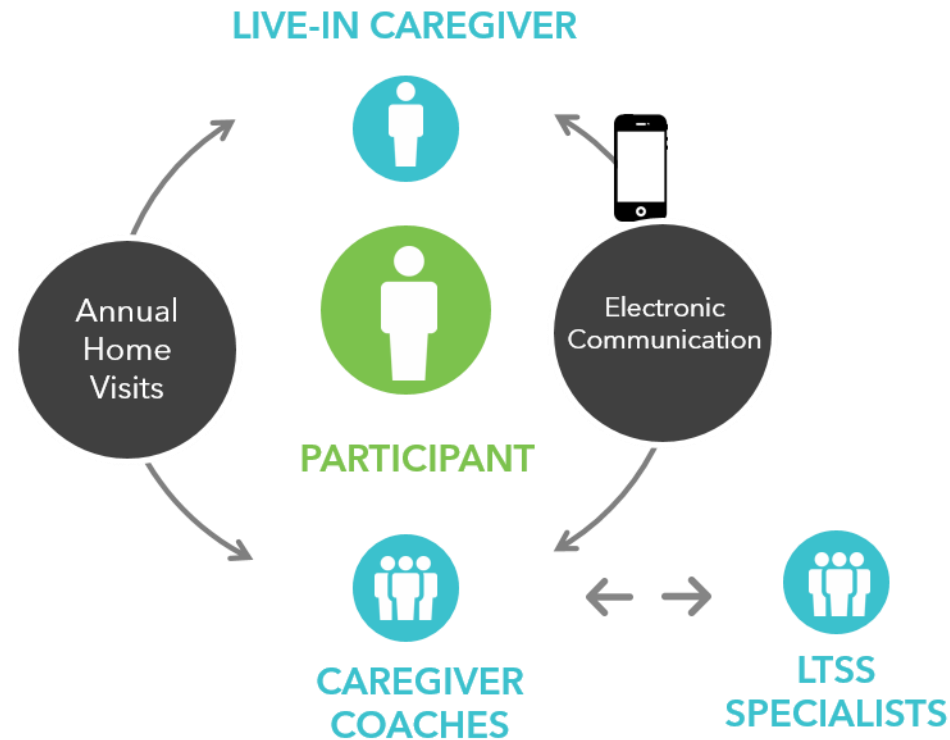 LIVE-IN CAREGIVER
Annual
Home
Visits
Electronic
Communication
PARTICIPANT
CAREGIVER
COACHES
LTSS
SPECIALISTS